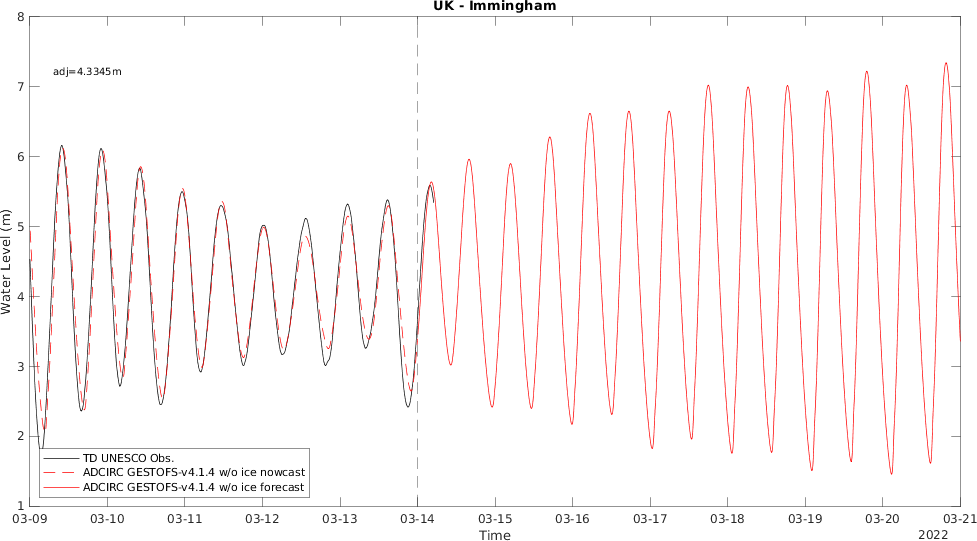 UK - Immingham
8
7
6
5
4
3
2
1
Water Level (m)
adj=4.3345m
TD UNESCO Obs.
ADCIRC GESTOFS-v4.1.4 w/o ice nowcast
ADCIRC GESTOFS-v4.1.4 w/o ice forecast
03-09 03-10 03-11 03-12 03-13 03-14 03-15 03-16 03-17 03-18 03-19 03-20 03-21
Time
2022